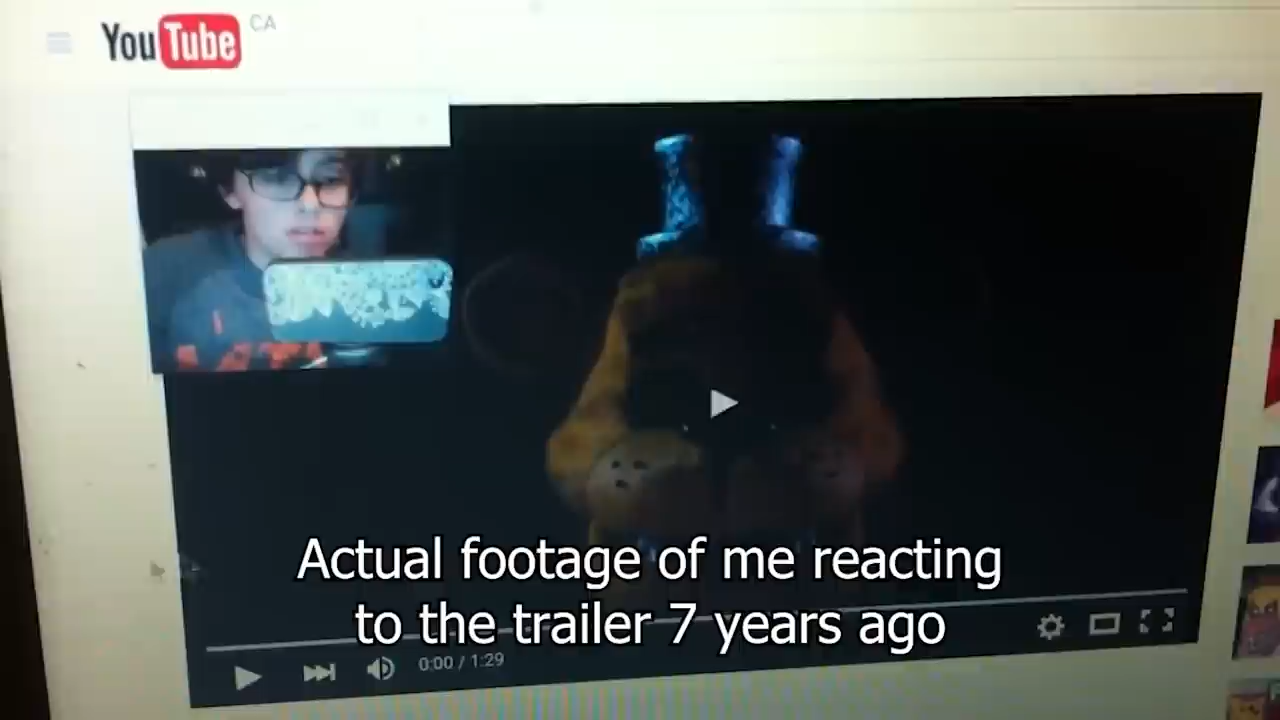 YouTube CA
Actual footage of me reacting
to the trailer 7 years ago
0:00 / 1:29